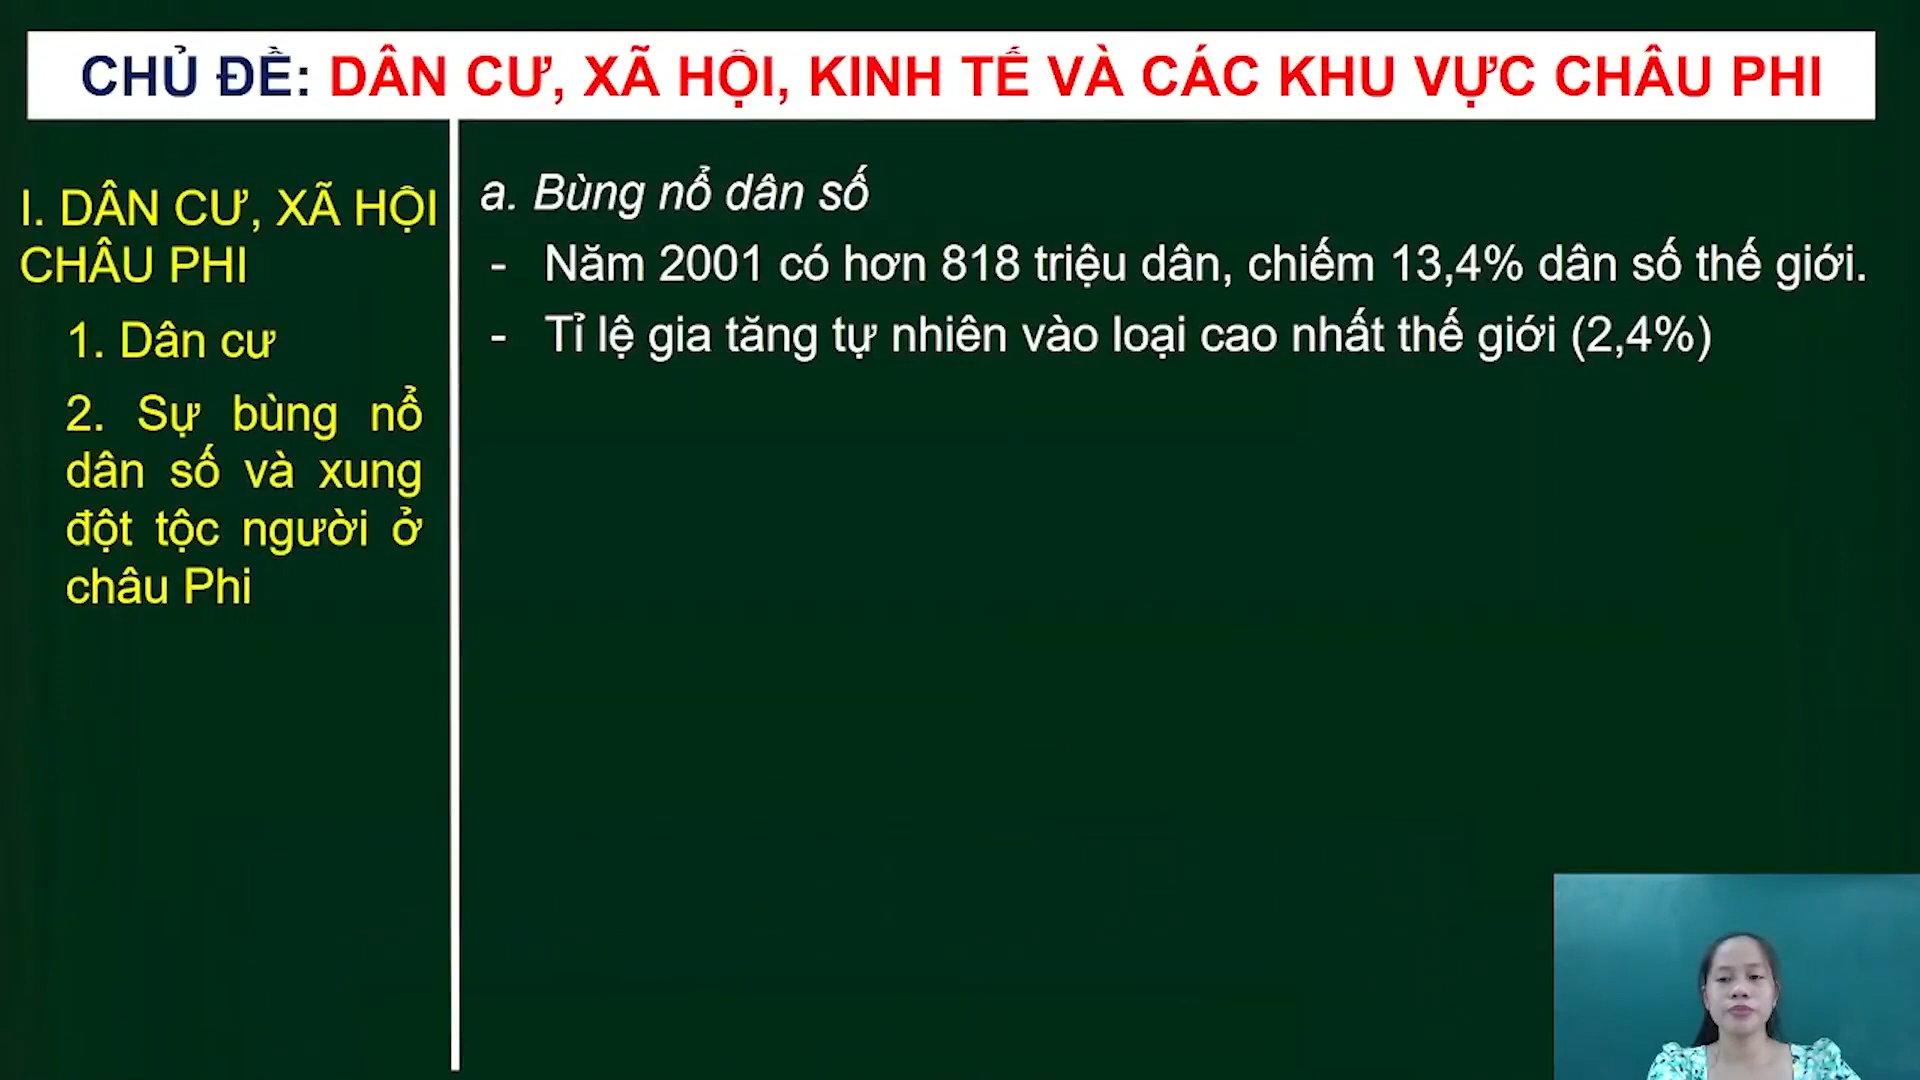 CHỦ ĐỀ: DÂN CƯ, XÃ HỘI, KINH TẾ VÀ CÁC KHU VỰC CHÂU PHI
I. DÂN CƯ, XÃ HỘI
CHÂU PHI
1. Dân cư
2. Sự bùng nổ
dân số và xung
đột tộc người ở
châu Phi
a. Bùng nổ dân số
- Năm 2001 có hơn 818 triệu dân, chiếm 13,4% dân số thế giới.
- Tỉ lệ gia tăng tự nhiên vào loại cao nhất thế giới (2,4%)